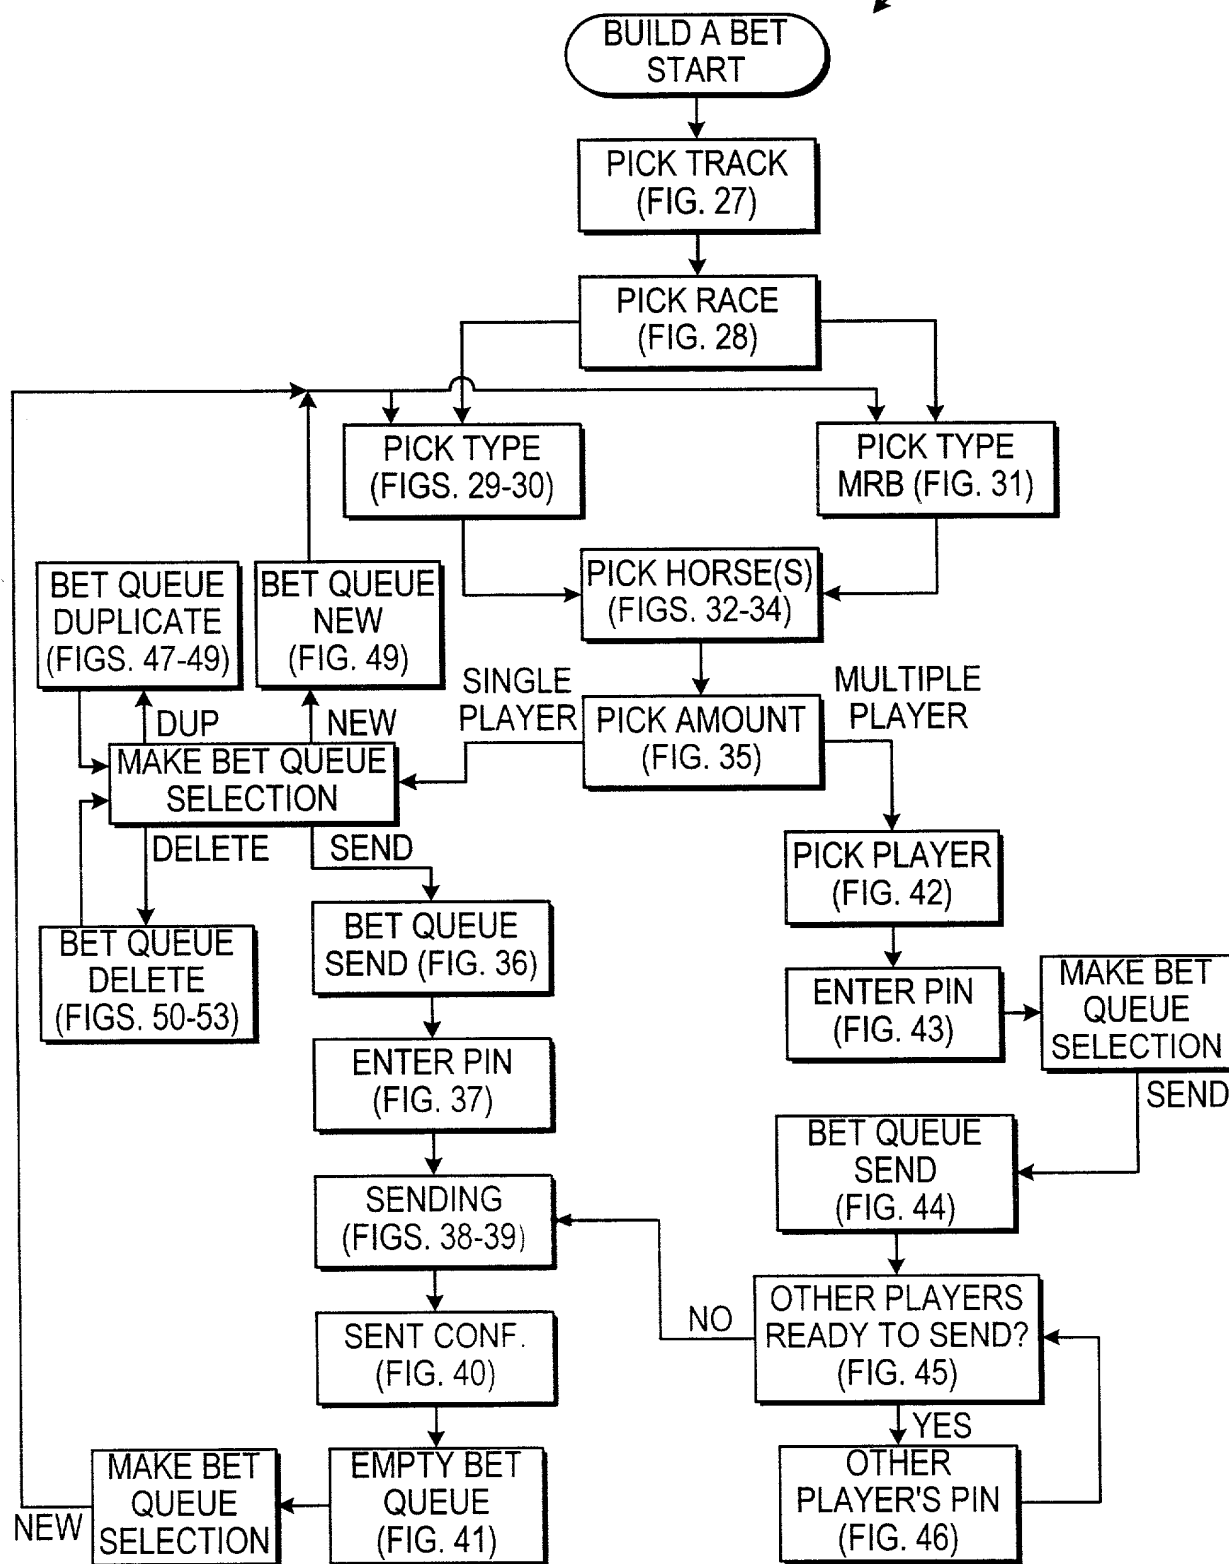 BUILD A BET
START
PICK TRACK
(FIG. 27)
PICK RACE
(FIG. 28)
PICK TYPE
(FIGS. 29-30)
PICK TYPE
MRB (FIG. 31)
BET QUEUE
DUPLICATE
(FIGS. 47-49)
BET QUEUE
NEW
(FIG. 49)
PICK HORSE(S)
(FIGS. 32-34)
SINGLE
PLAYER
MULTIPLE
PLAYER
PICK AMOUNT
(FIG. 35)
DUP
NEW
MAKE BET QUEUE
SELECTION
DELETE
SEND
PICK PLAYER
(FIG. 42)
BET QUEUE
DELETE
(FIGS. 50-53)
BET QUEUE
SEND (FIG. 36)
ENTER PIN
(FIG. 43)
MAKE BET
QUEUE
SELECTION
SEND
ENTER PIN
(FIG. 37)
BET QUEUE
SEND
(FIG. 44)
SENDING
(FIGS. 38-39)
OTHER PLAYERS
READY TO SEND?
(FIG. 45)
NO
YES
SENT CONF.
(FIG. 40)
OTHER
PLAYER'S PIN
(FIG. 46)
EMPTY BET
QUEUE
(FIG. 41)
MAKE BET
QUEUE
SELECTION
NEW